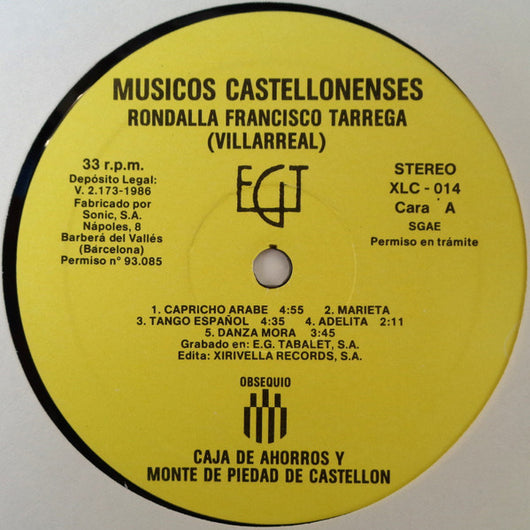 MUSICOS CASTELLONENSES
RONDALLA FRANCISCO TARREGA
(VILLARREAL)
33 r.p.m.
Depósito Legal:
V. 2.173-1986
Fabricado por
Sonic, S.A.
Nápoles, 8
Barberá del Vallés
(Barcelona)
Permiso n° 93.085
EGT
STEREO
XLC - 014
Cara A
SGAE
Permiso en trámite
1. CAPRICHO ARABE 4:55 2. MARIETA
3. TANGO ESPAÑOL 4:35 4. ADELITA 2:11
5. DANZA MORA 3:45
Grabado en: E.G. TABALET, S.A.
Edita: XIRIVELLA RECORDS, S.A.
OBSEQUIO
CAJA DE AHORROS Y
MONTE DE PIEDAD DE CASTELLON